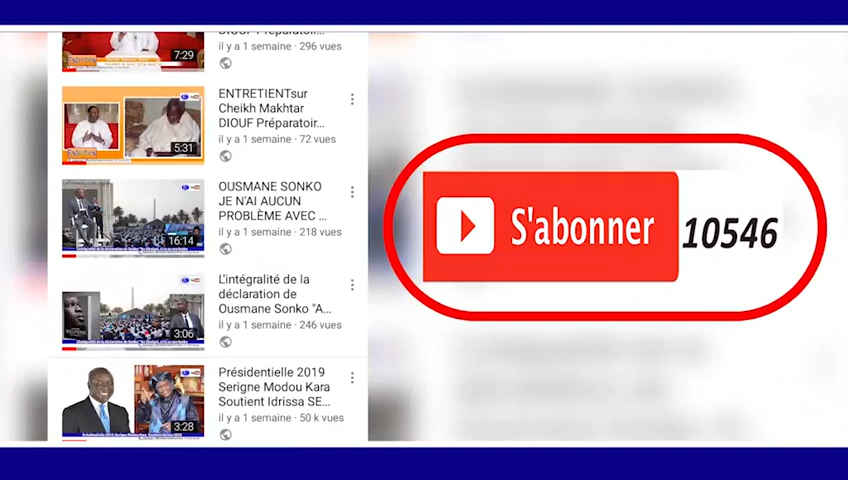 DIOUF Préparatoir...
il y a 1 semaine · 296 vues
7:29
ENTRETIENTsur
Cheikh Makhtar
DIOUF Préparatoir...
il y a 1 semaine · 72 vues
5:31
OUSMANE SONKO
JE N'AI AUCUN
PROBLÈME AVEC ...
il y a 1 semaine · 218 vues
16:14
L'intégralité de la
déclaration de
Ousmane Sonko "A...
il y a 1 semaine · 246 vues
3:06
Présidentielle 2019
Serigne Modou Kara
Soutient Idrissa SE...
il y a 1 semaine · 50 k vues
3:28
S'abonner
10546